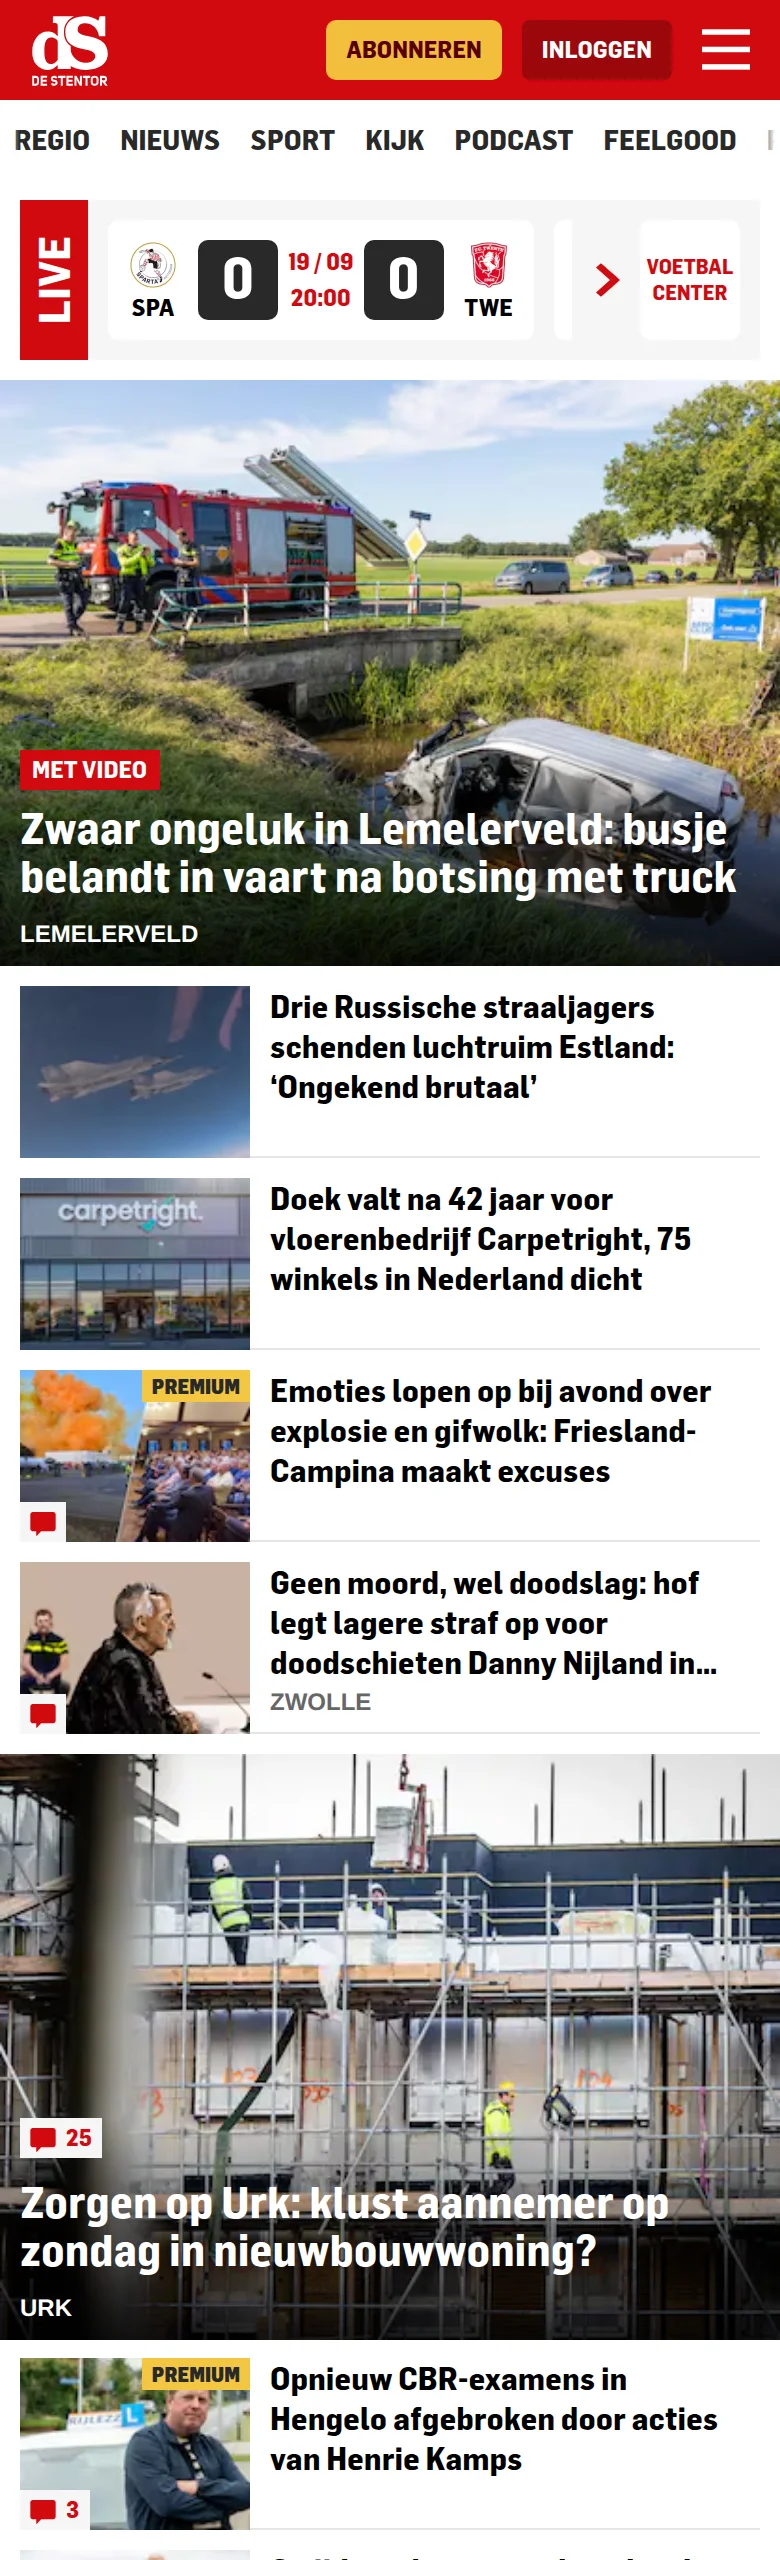 dS
DE STENTOR
ABONNEREN
INLOGGEN
REGIO NIEUWS SPORT KIJK PODCAST FEELGOOD
LIVE
SPA
0
19 / 09
20:00
0
TWE
VOETBAL
CENTER
MET VIDEO
Zwaar ongeluk in Lemelerveld: busje
belandt in vaart na botsing met truck
LEMELERVELD
Drie Russische straaljagers
schenden luchtruim Estland:
‘Ongekend brutaal’
carpetright.
Doek valt na 42 jaar voor
vloerenbedrijf Carpetright, 75
winkels in Nederland dicht
PREMIUM
Emoties lopen op bij avond over
explosie en gifwolk: Friesland-
Campina maakt excuses
Geen moord, wel doodslag: hof
legt lagere straf op voor
doodschieten Danny Nijland in...
ZWOLLE
25
Zorgen op Urk: klust aannemer op
zondag in nieuwbouwwoning?
URK
PREMIUM
L
3
Opnieuw CBR-examens in
Hengelo afgebroken door acties
van Henrie Kamps